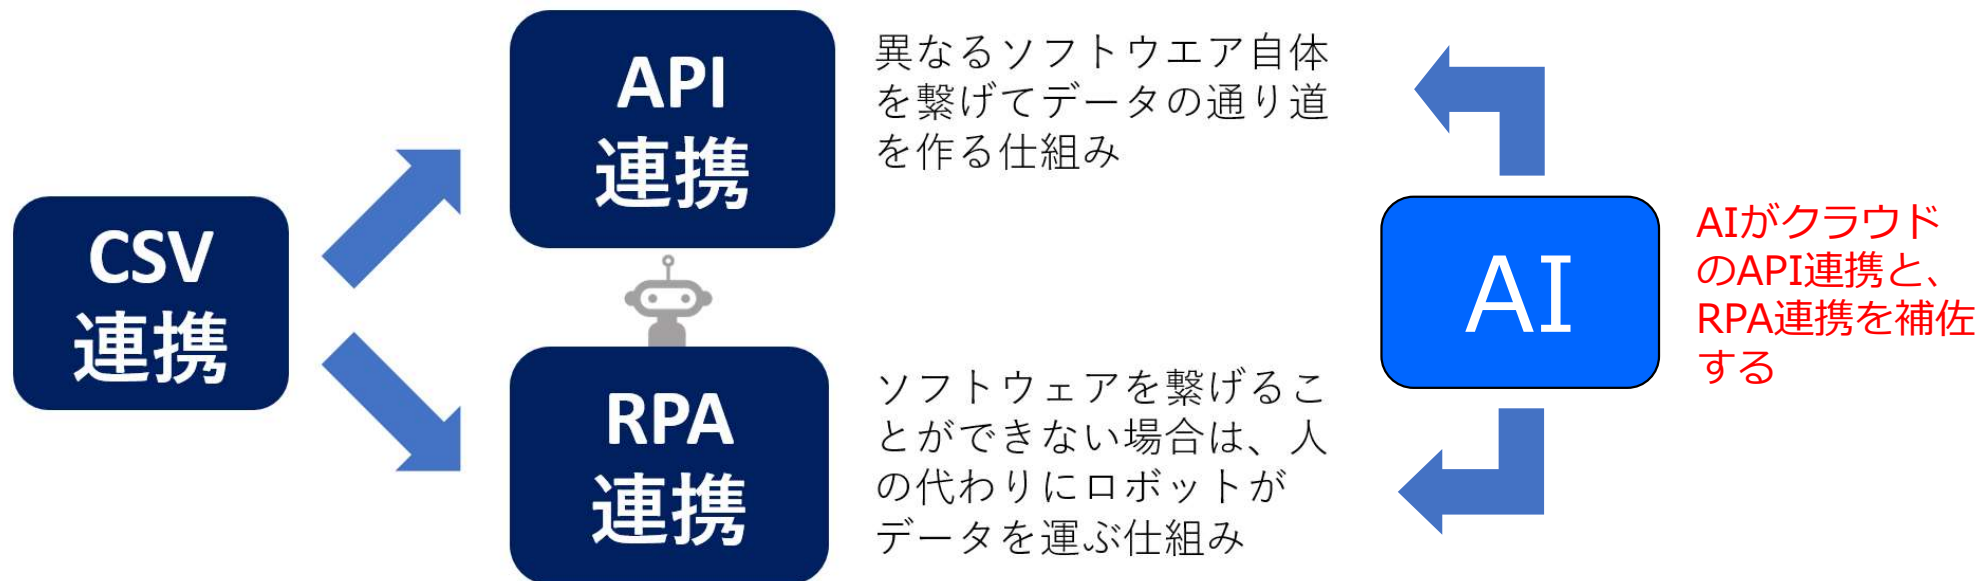 CSV
連携
API
連携
異なるソフトウエア自体
を繋げてデータの通り道
を作る仕組み
RPA
連携
ソフトウェアを繋げるこ
とができない場合は、人
の代わりにロボットが
データを運ぶ仕組み
AI
AIがクラウド
のAPI連携と、
RPA連携を補佐
する